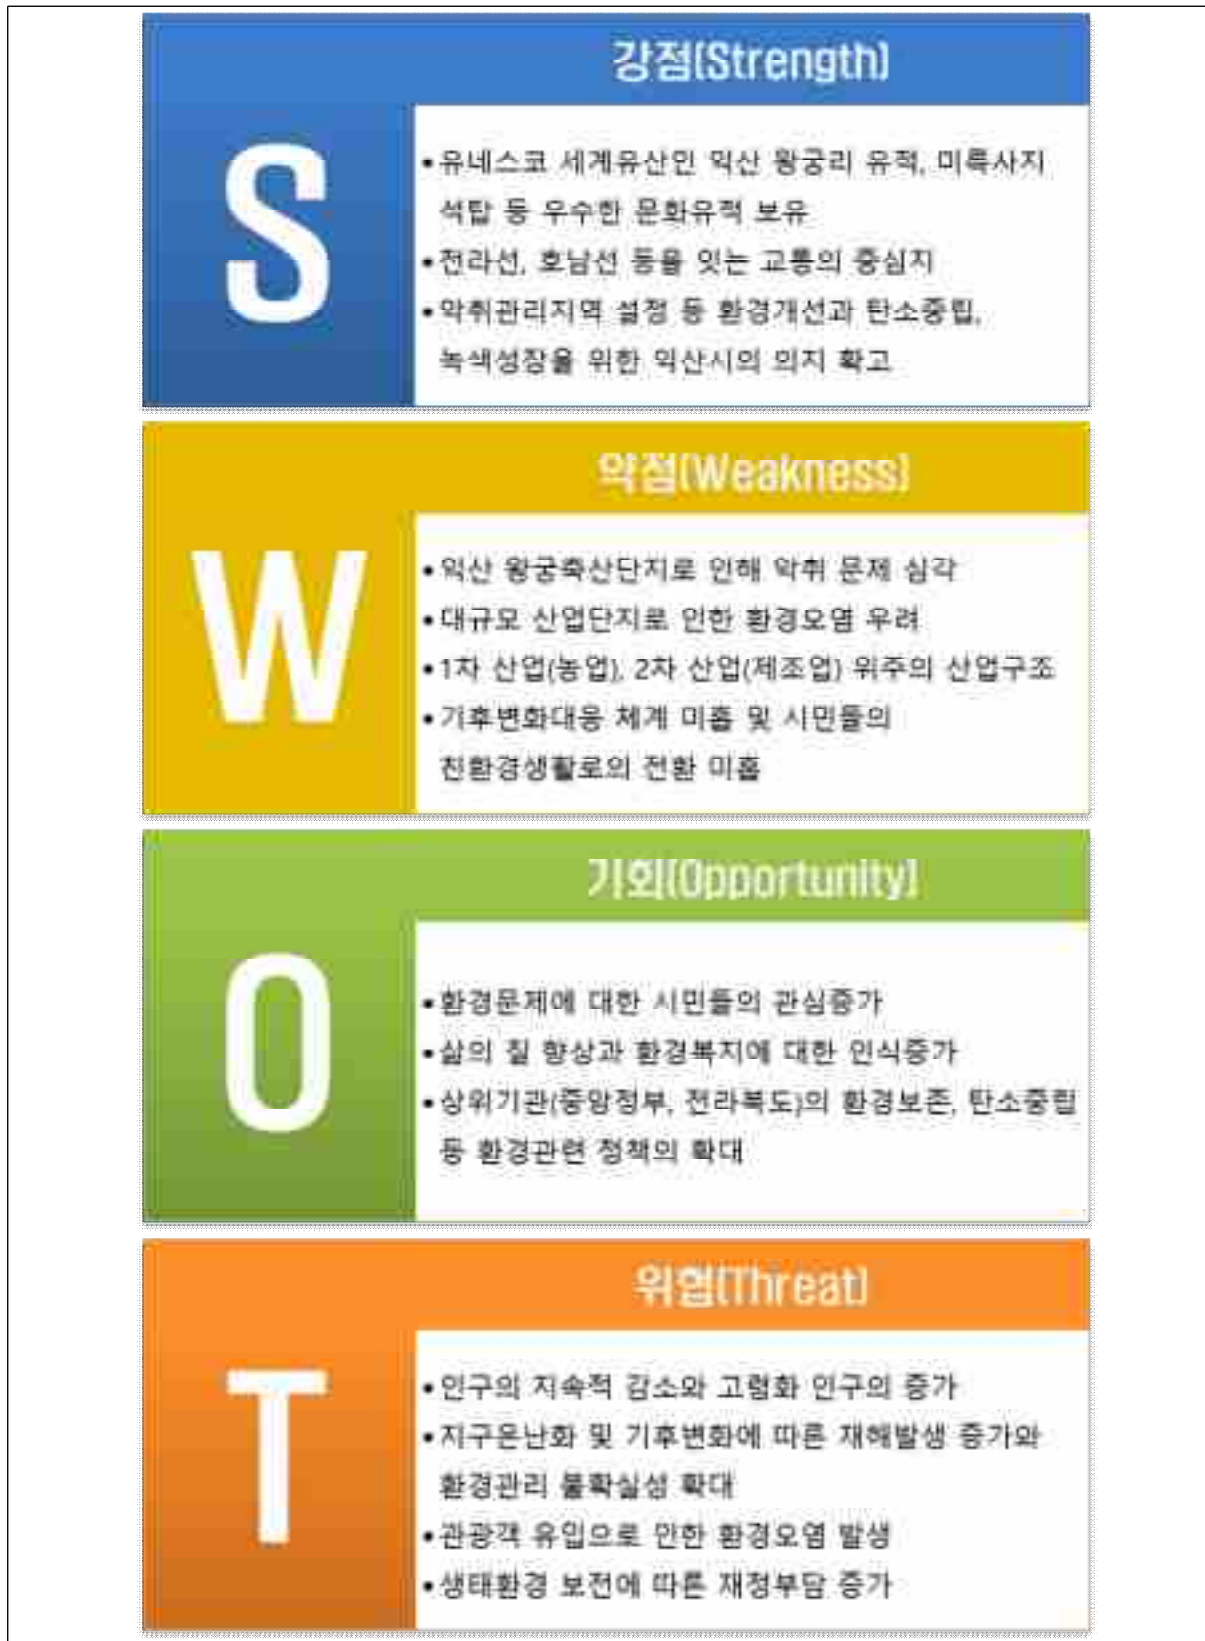 강점(Strength)
S
•유네스코 세계유산인 익산 왕궁리 유적, 미륵사지
석탑 등 우수한 문화유적 보유
•전라선, 호남선 등을 잇는 교통의 중심지
•악취관리지역 설정 등 환경개선과 탄소중립,
녹색성장을 위한 익산시의 의지 확고
약점(Weakness)
W
•익산 왕궁축산단지로 인해 악취 문제 심각
•대규모 산업단지로 인한 환경오염 우려
•1차 산업(농업), 2차 산업(제조업) 위주의 산업구조
•기후변화대응 체계 미흡 및 시민들의
친환경생활로의 전환 미흡
기회(Opportunity)
O
•환경문제에 대한 시민들의 관심증가
•삶의 질 향상과 환경복지에 대한 인식증가
•상위기관(중앙정부, 전라북도)의 환경보존, 탄소중립
등 환경관련 정책의 확대
위협(Threat)
T
•인구의 지속적 감소와 고령화 인구의 증가
•지구온난화 및 기후변화에 따른 재해발생 증가와
환경관리 불확실성 확대
•관광객 유입으로 인한 환경오염 발생
•생태환경 보전에 따른 재정부담 증가